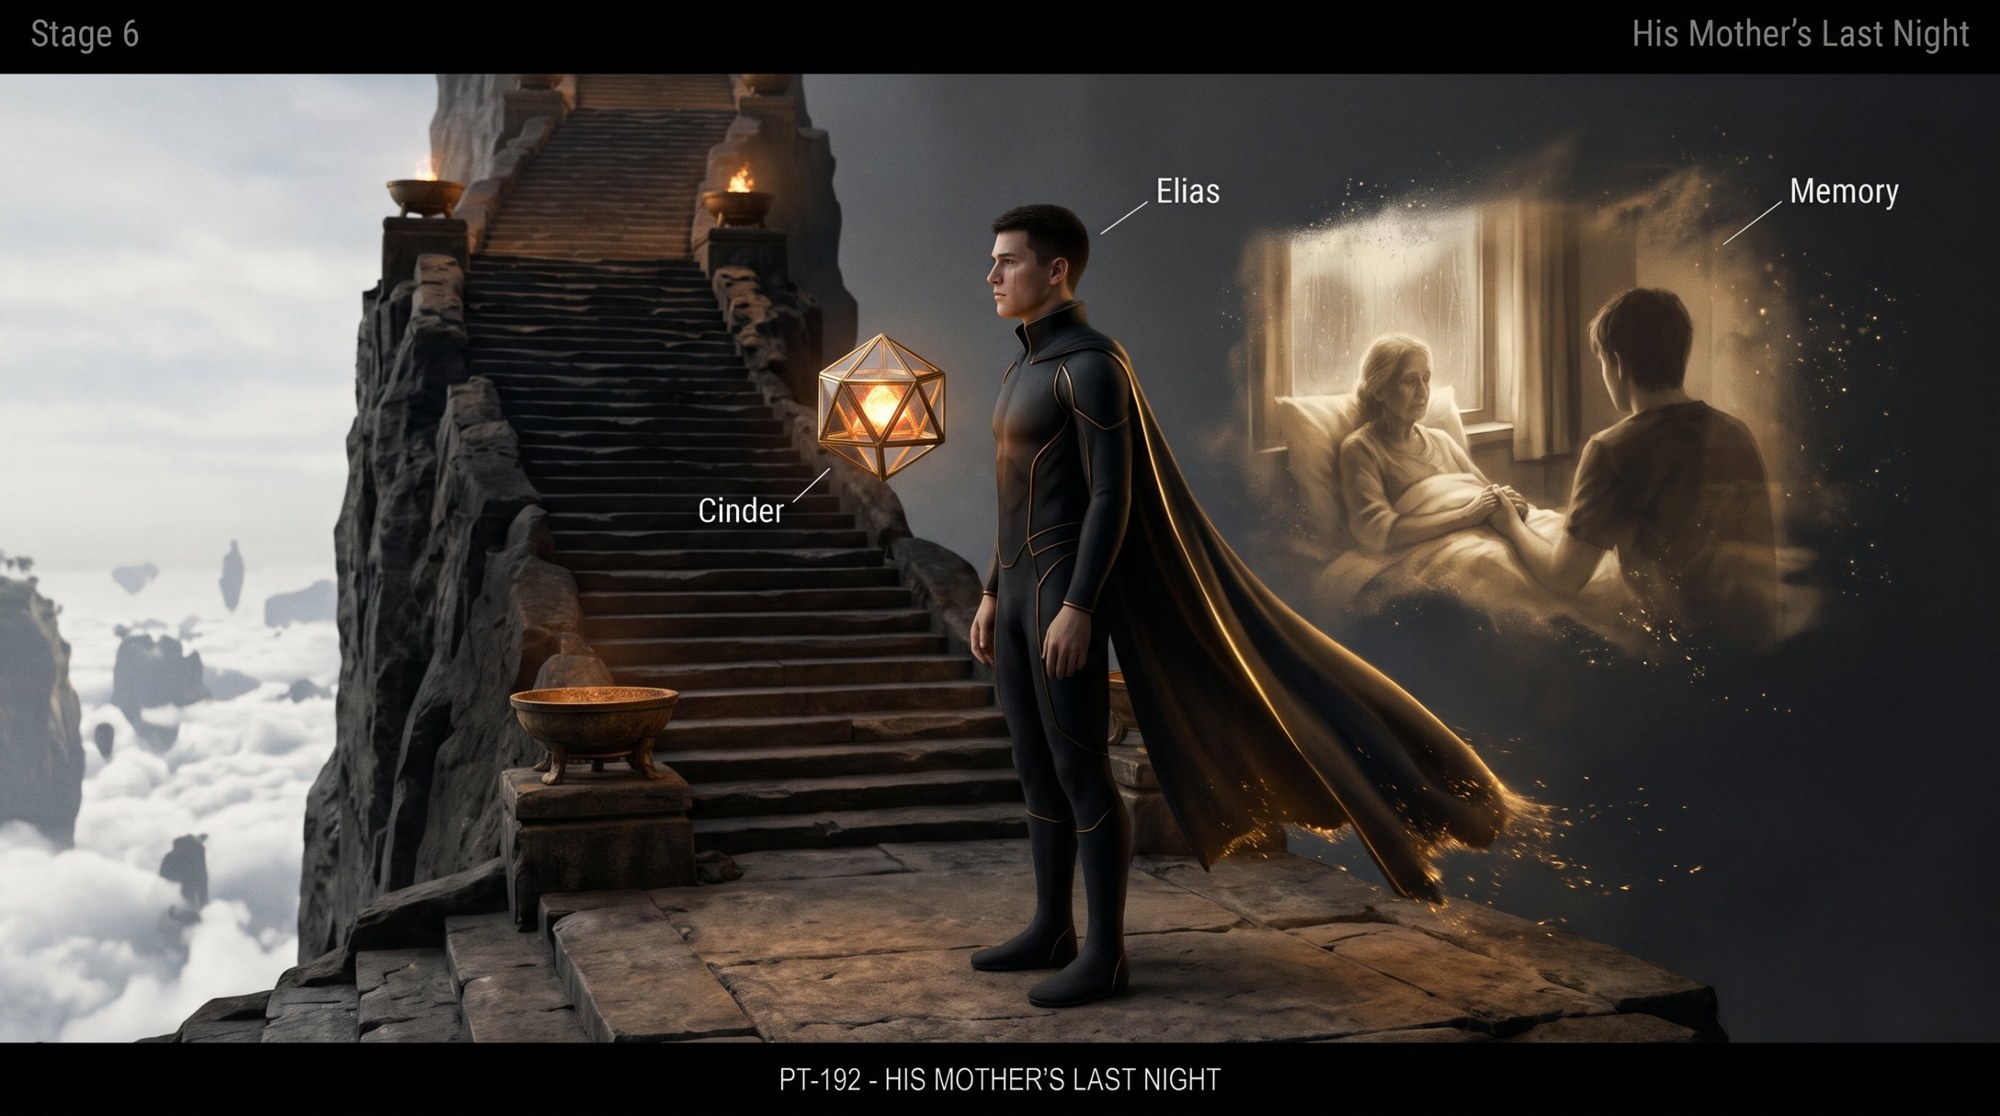 Stage 6
His Mother’s Last Night
Elias
Memory
Cinder
PT-192 - HIS MOTHER’S LAST NIGHT